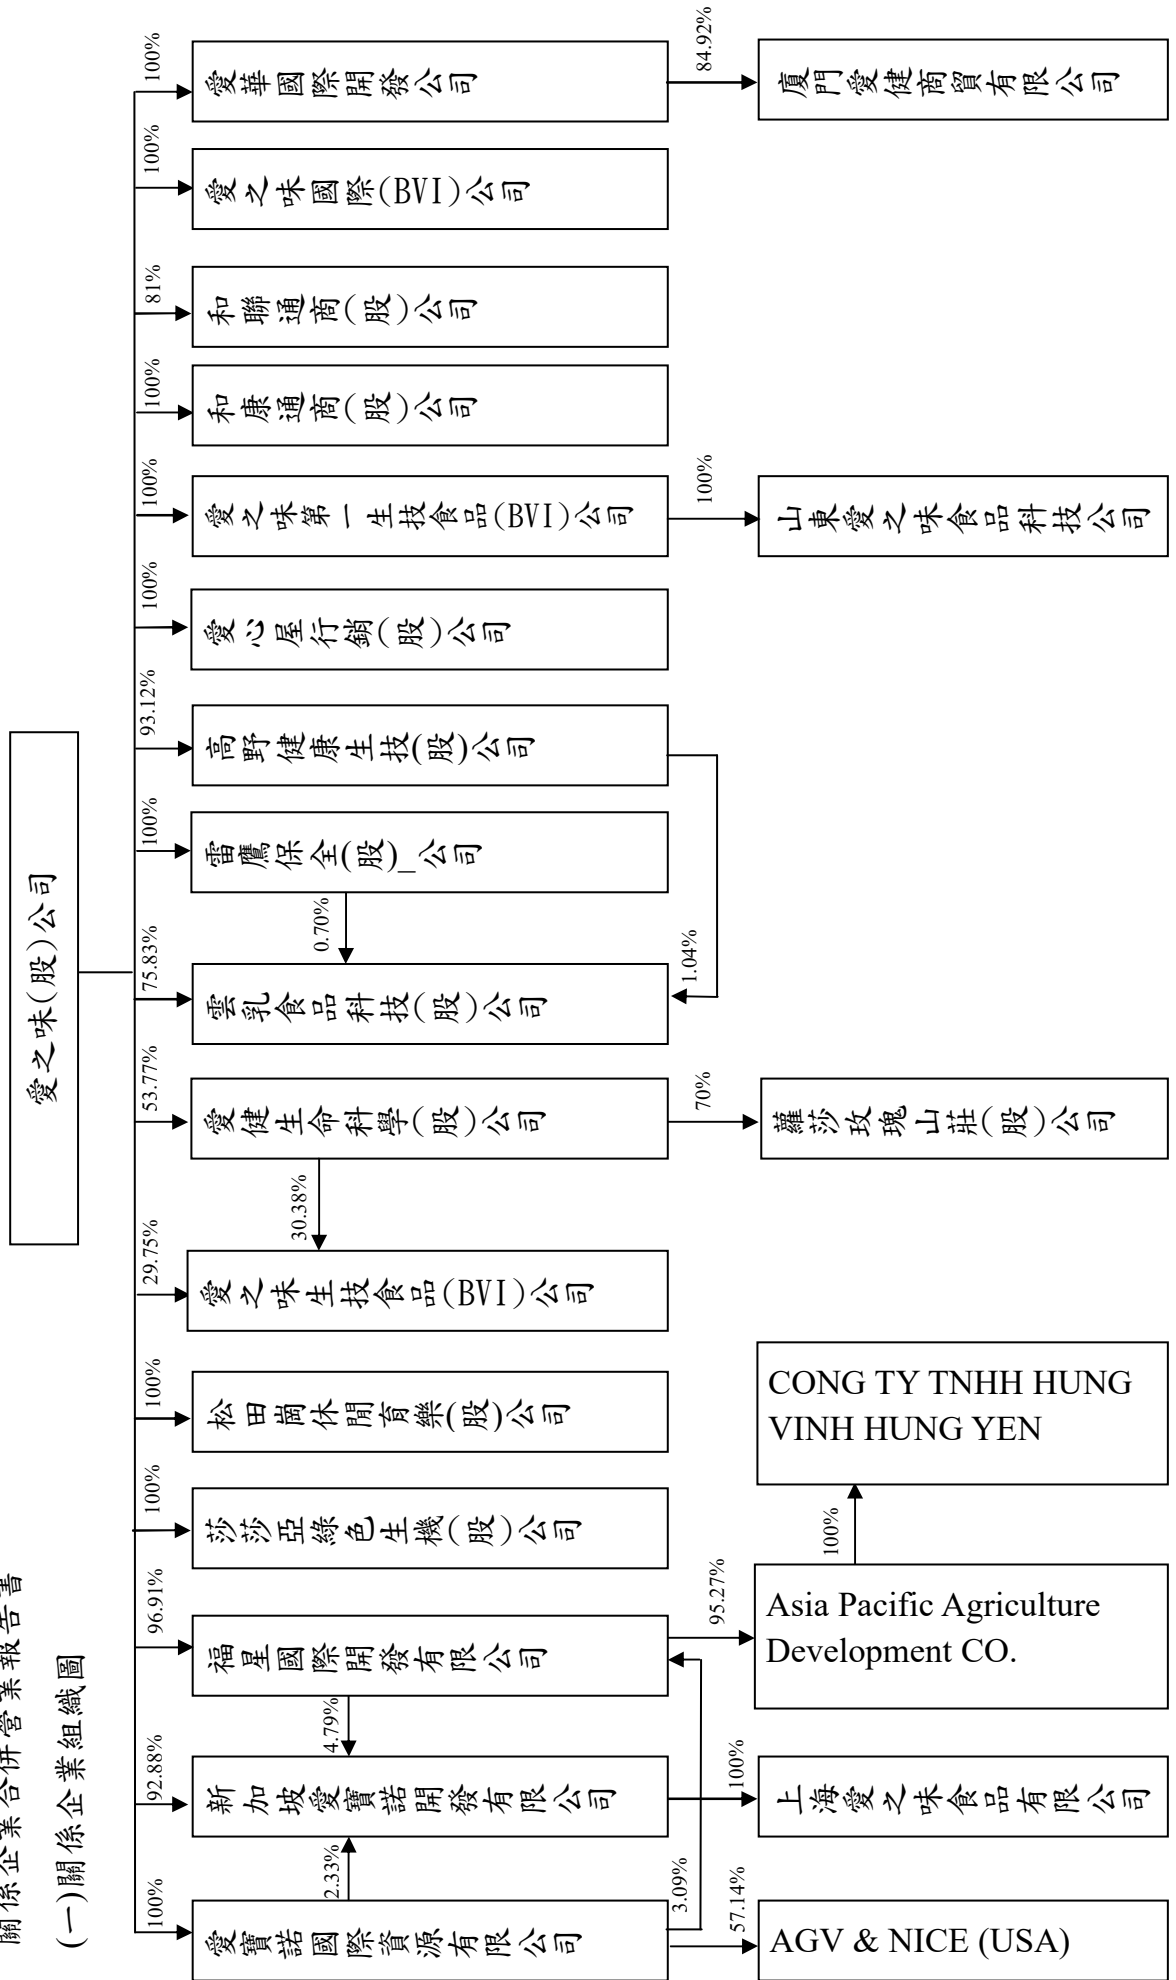 關係企業合併營業報告書
(一)關係企業組織圖
愛之味(股)公司
100%
愛寶諾國際資源有限公司
92.88%
新加坡愛寶諾開發有限公司
96.91%
福星國際開發有限公司
100%
莎莎亞綠色生機(股)公司
100%
松田崗休閒育樂(股)公司
29.75%
愛之味生技食品(BVI)公司
53.77%
愛健生命科學(股)公司
75.83%
雲乳食品科技(股)公司
100%
雷鷹保全(股)_公司
93.12%
高野健康生技(股)公司
100%
愛心屋行銷(股)公司
100%
愛之味第一生技食品(BVI)公司
100%
和康通商(股)公司
81%
和聯通商(股)公司
100%
愛之味國際(BVI)公司
100%
愛華國際開發公司
2.33%
4.79%
30.38%
0.70%
1.04%
3.09%
57.14%
AGV & NICE (USA)
100%
上海愛之味食品有限公司
95.27%
Asia Pacific Agriculture
Development CO.
100%
CONG TY TNHH HUNG
VINH HUNG YEN
70%
蘿莎玫瑰山莊(股)公司
100%
山東愛之味食品科技公司
84.92%
廈門愛健商貿有限公司